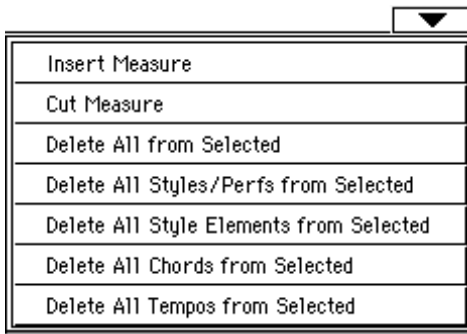 Insert Measure
Cut Measure
Delete All from Selected
Delete All Styles/Perfs from Selected
Delete All Style Elements from Selected
Delete All Chords from Selected
Delete All Tempos from Selected